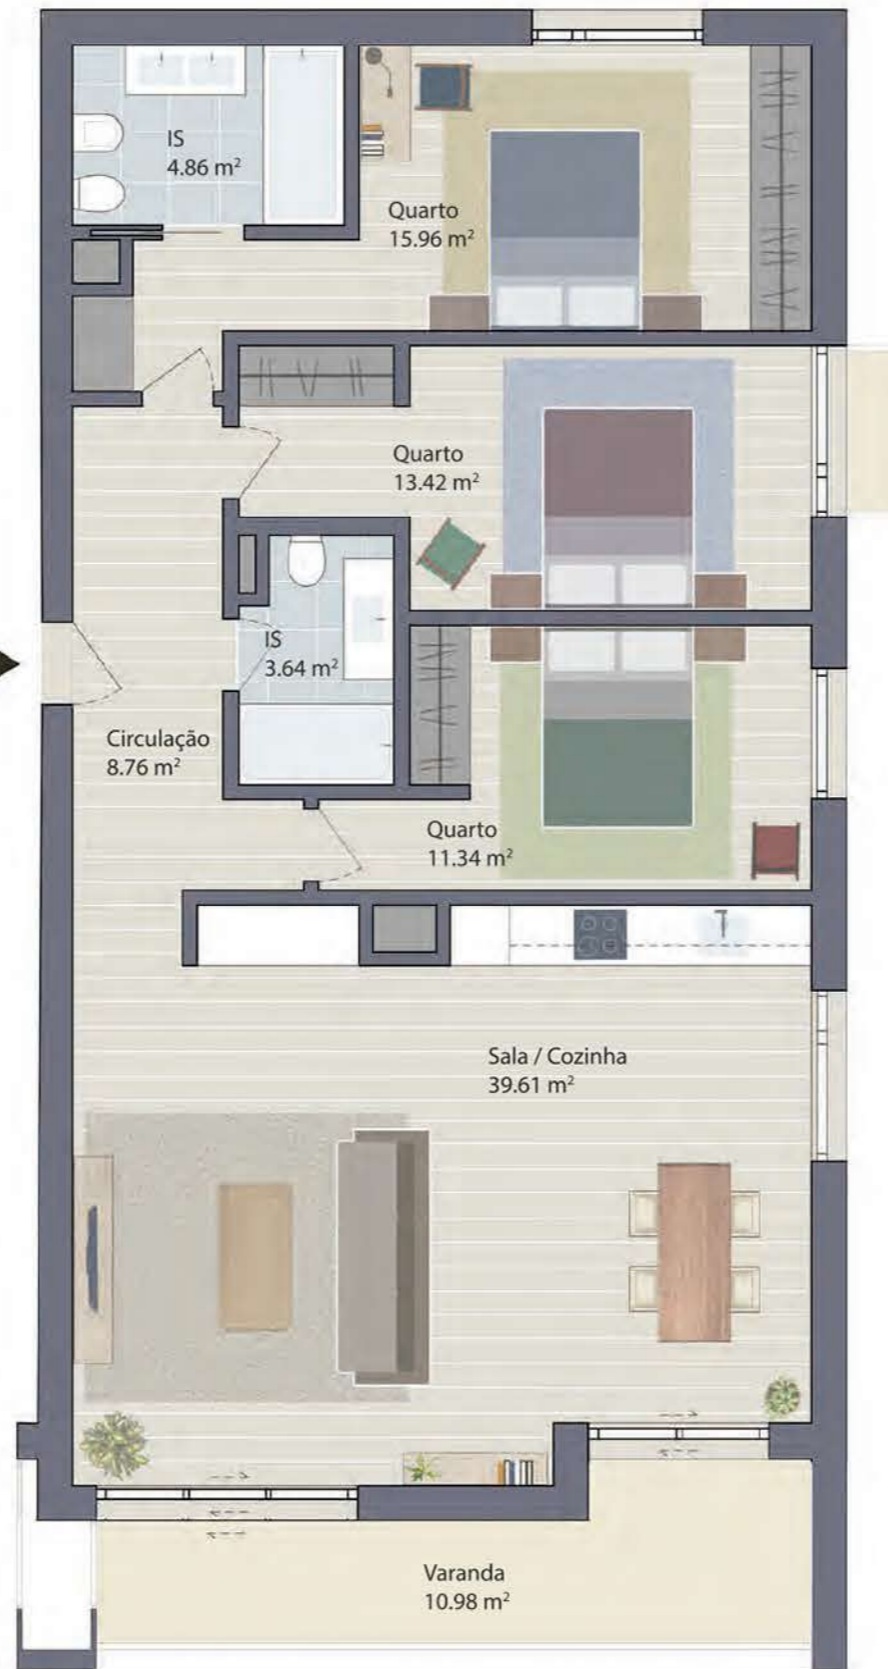 IS
4.86 m²
Quarto
15.96 m²
Quarto
13.42 m²
IS
3.64 m²
Circulação
8.76 m²
Quarto
11.34 m²
Sala / Cozinha
39.61 m²
Varanda
10.98 m²